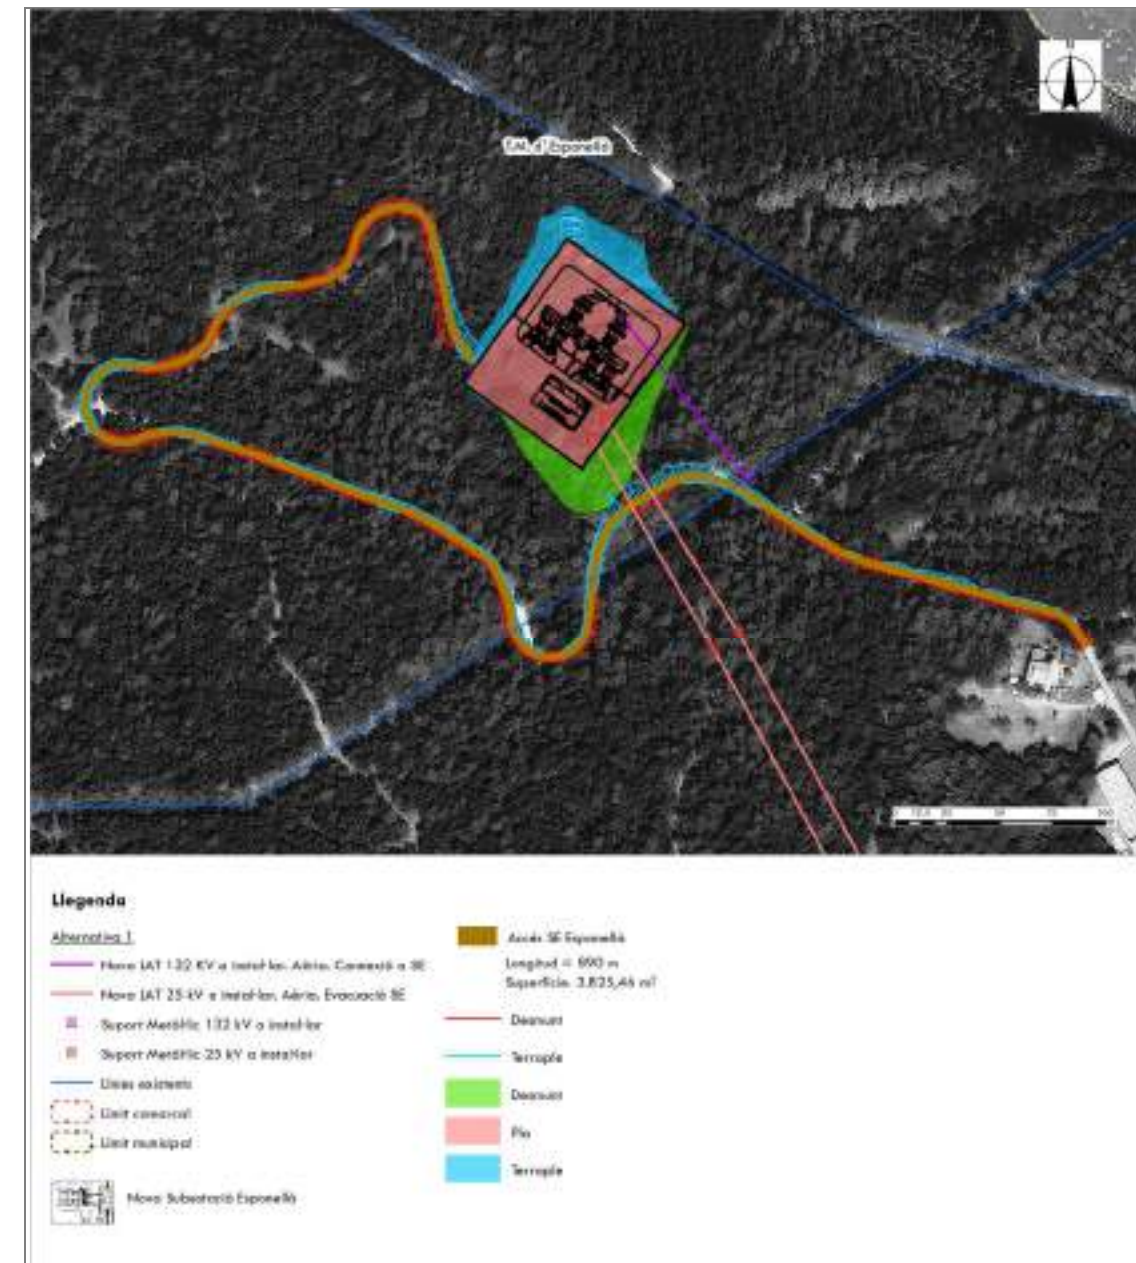 T.M. d'Esponellà
N
Llegenda
Alternativa 1
Nova LAT 132 KV a instal·lar. Aèria. Connexió a SE
Nova LAT 25 kV a instal·lar. Aèria. Evacuació SE
Suport Metàl·lic 132 kV a instal·lar
Suport Metàl·lic 25 kV a instal·lar
Línies existents
Límit comarcal
Límit municipal
Nova Subestació Esponellà
Accés SE Esponellà
Longitud = 890 m
Superfície. 3.825,46 m²
Desmunt
Terraple
Desmunt
Pla
Terraple